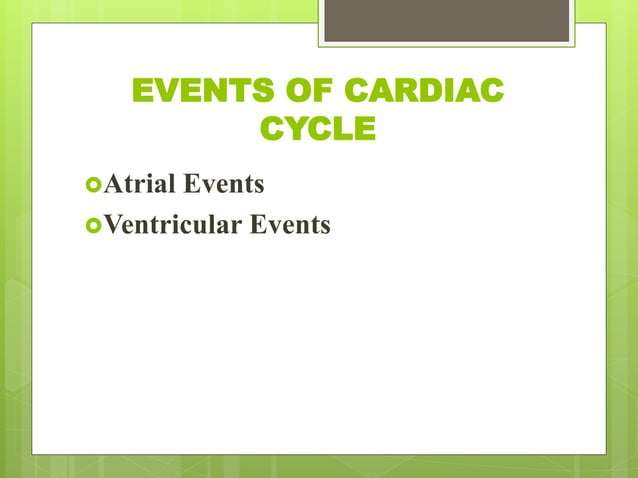 EVENTS OF CARDIAC
CYCLE
Atrial Events
Ventricular Events